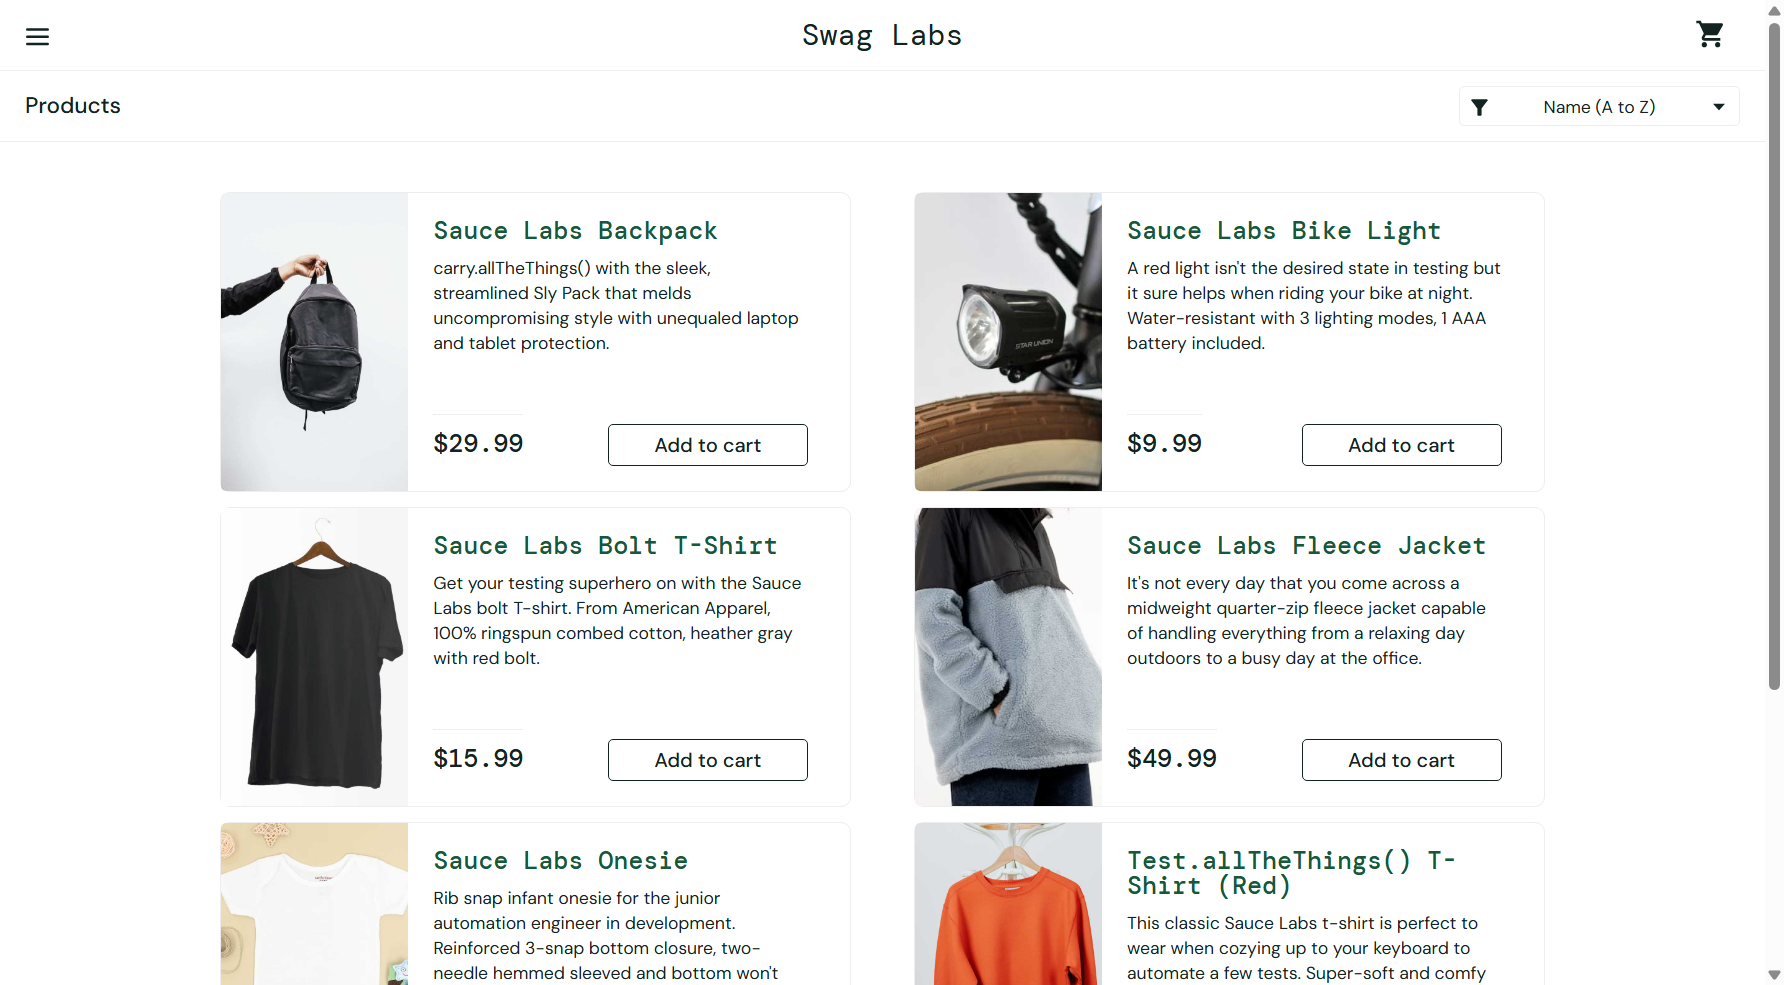 Swag Labs
Products
Name (A to Z)
Sauce Labs Backpack
carry.allTheThings() with the sleek,
streamlined Sly Pack that melds
uncompromising style with unequaled laptop
and tablet protection.
$29.99
Add to cart
Sauce Labs Bike Light
A red light isn't the desired state in testing but
it sure helps when riding your bike at night.
Water-resistant with 3 lighting modes, 1 AAA
battery included.
STAR UNION
$9.99
Add to cart
Sauce Labs Bolt T-Shirt
Get your testing superhero on with the Sauce
Labs bolt T-shirt. From American Apparel,
100% ringspun combed cotton, heather gray
with red bolt.
$15.99
Add to cart
Sauce Labs Fleece Jacket
It's not every day that you come across a
midweight quarter-zip fleece jacket capable
of handling everything from a relaxing day
outdoors to a busy day at the office.
$49.99
Add to cart
Sauce Labs Onesie
Rib snap infant onesie for the junior
automation engineer in development.
Reinforced 3-snap bottom closure, two-
needle hemmed sleeved and bottom won't
Test.allTheThings() T-
Shirt (Red)
This classic Sauce Labs t-shirt is perfect to
wear when cozying up to your keyboard to
automate a few tests. Super-soft and comfy